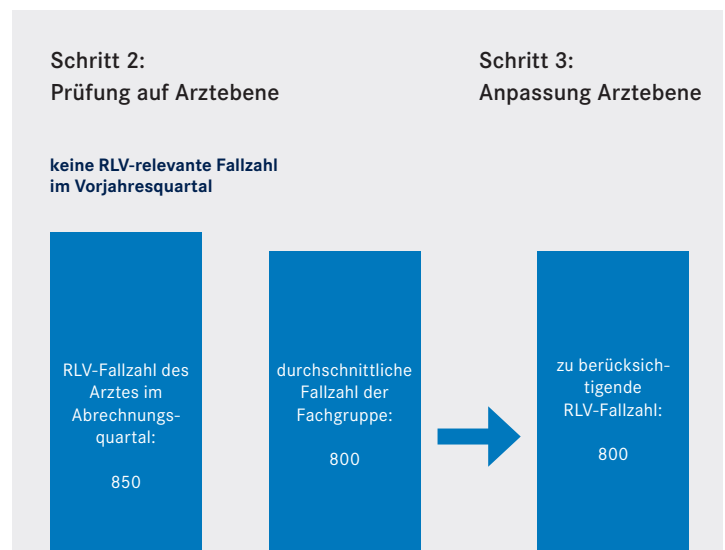 Schritt 2:
Prüfung auf Arztebene
Schritt 3:
Anpassung Arztebene
keine RLV-relevante Fallzahl
im Vorjahresquartal
RLV-Fallzahl des
Arztes im
Abrechnungs-
quartal:
850
durchschnittliche
Fallzahl der
Fachgruppe:
800
zu berücksich-
tigende
RLV-Fallzahl:
800